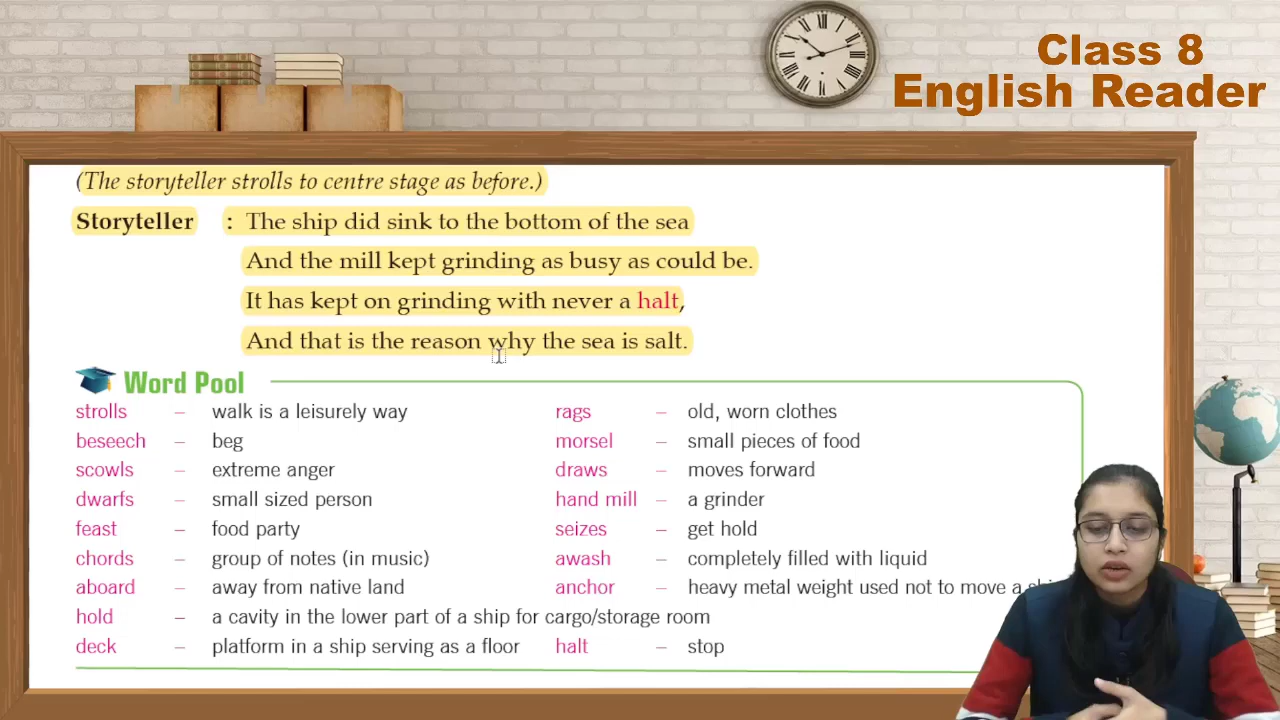 Class 8
English Reader
(The storyteller strolls to centre stage as before.)
Storyteller : The ship did sink to the bottom of the sea
And the mill kept grinding as busy as could be.
It has kept on grinding with never a halt,
And that is the reason why the sea is salt.
Word Pool
strolls – walk is a leisurely way rags – old, worn clothes
beseech – beg morsel – small pieces of food
scowls – extreme anger draws – moves forward
dwarfs – small sized person hand mill – a grinder
feast – food party seizes – get hold
chords – group of notes (in music) awash – completely filled with liquid
aboard – away from native land anchor – heavy metal weight used not to move a
hold – a cavity in the lower part of a ship for cargo/storage room
deck – platform in a ship serving as a floor halt – stop